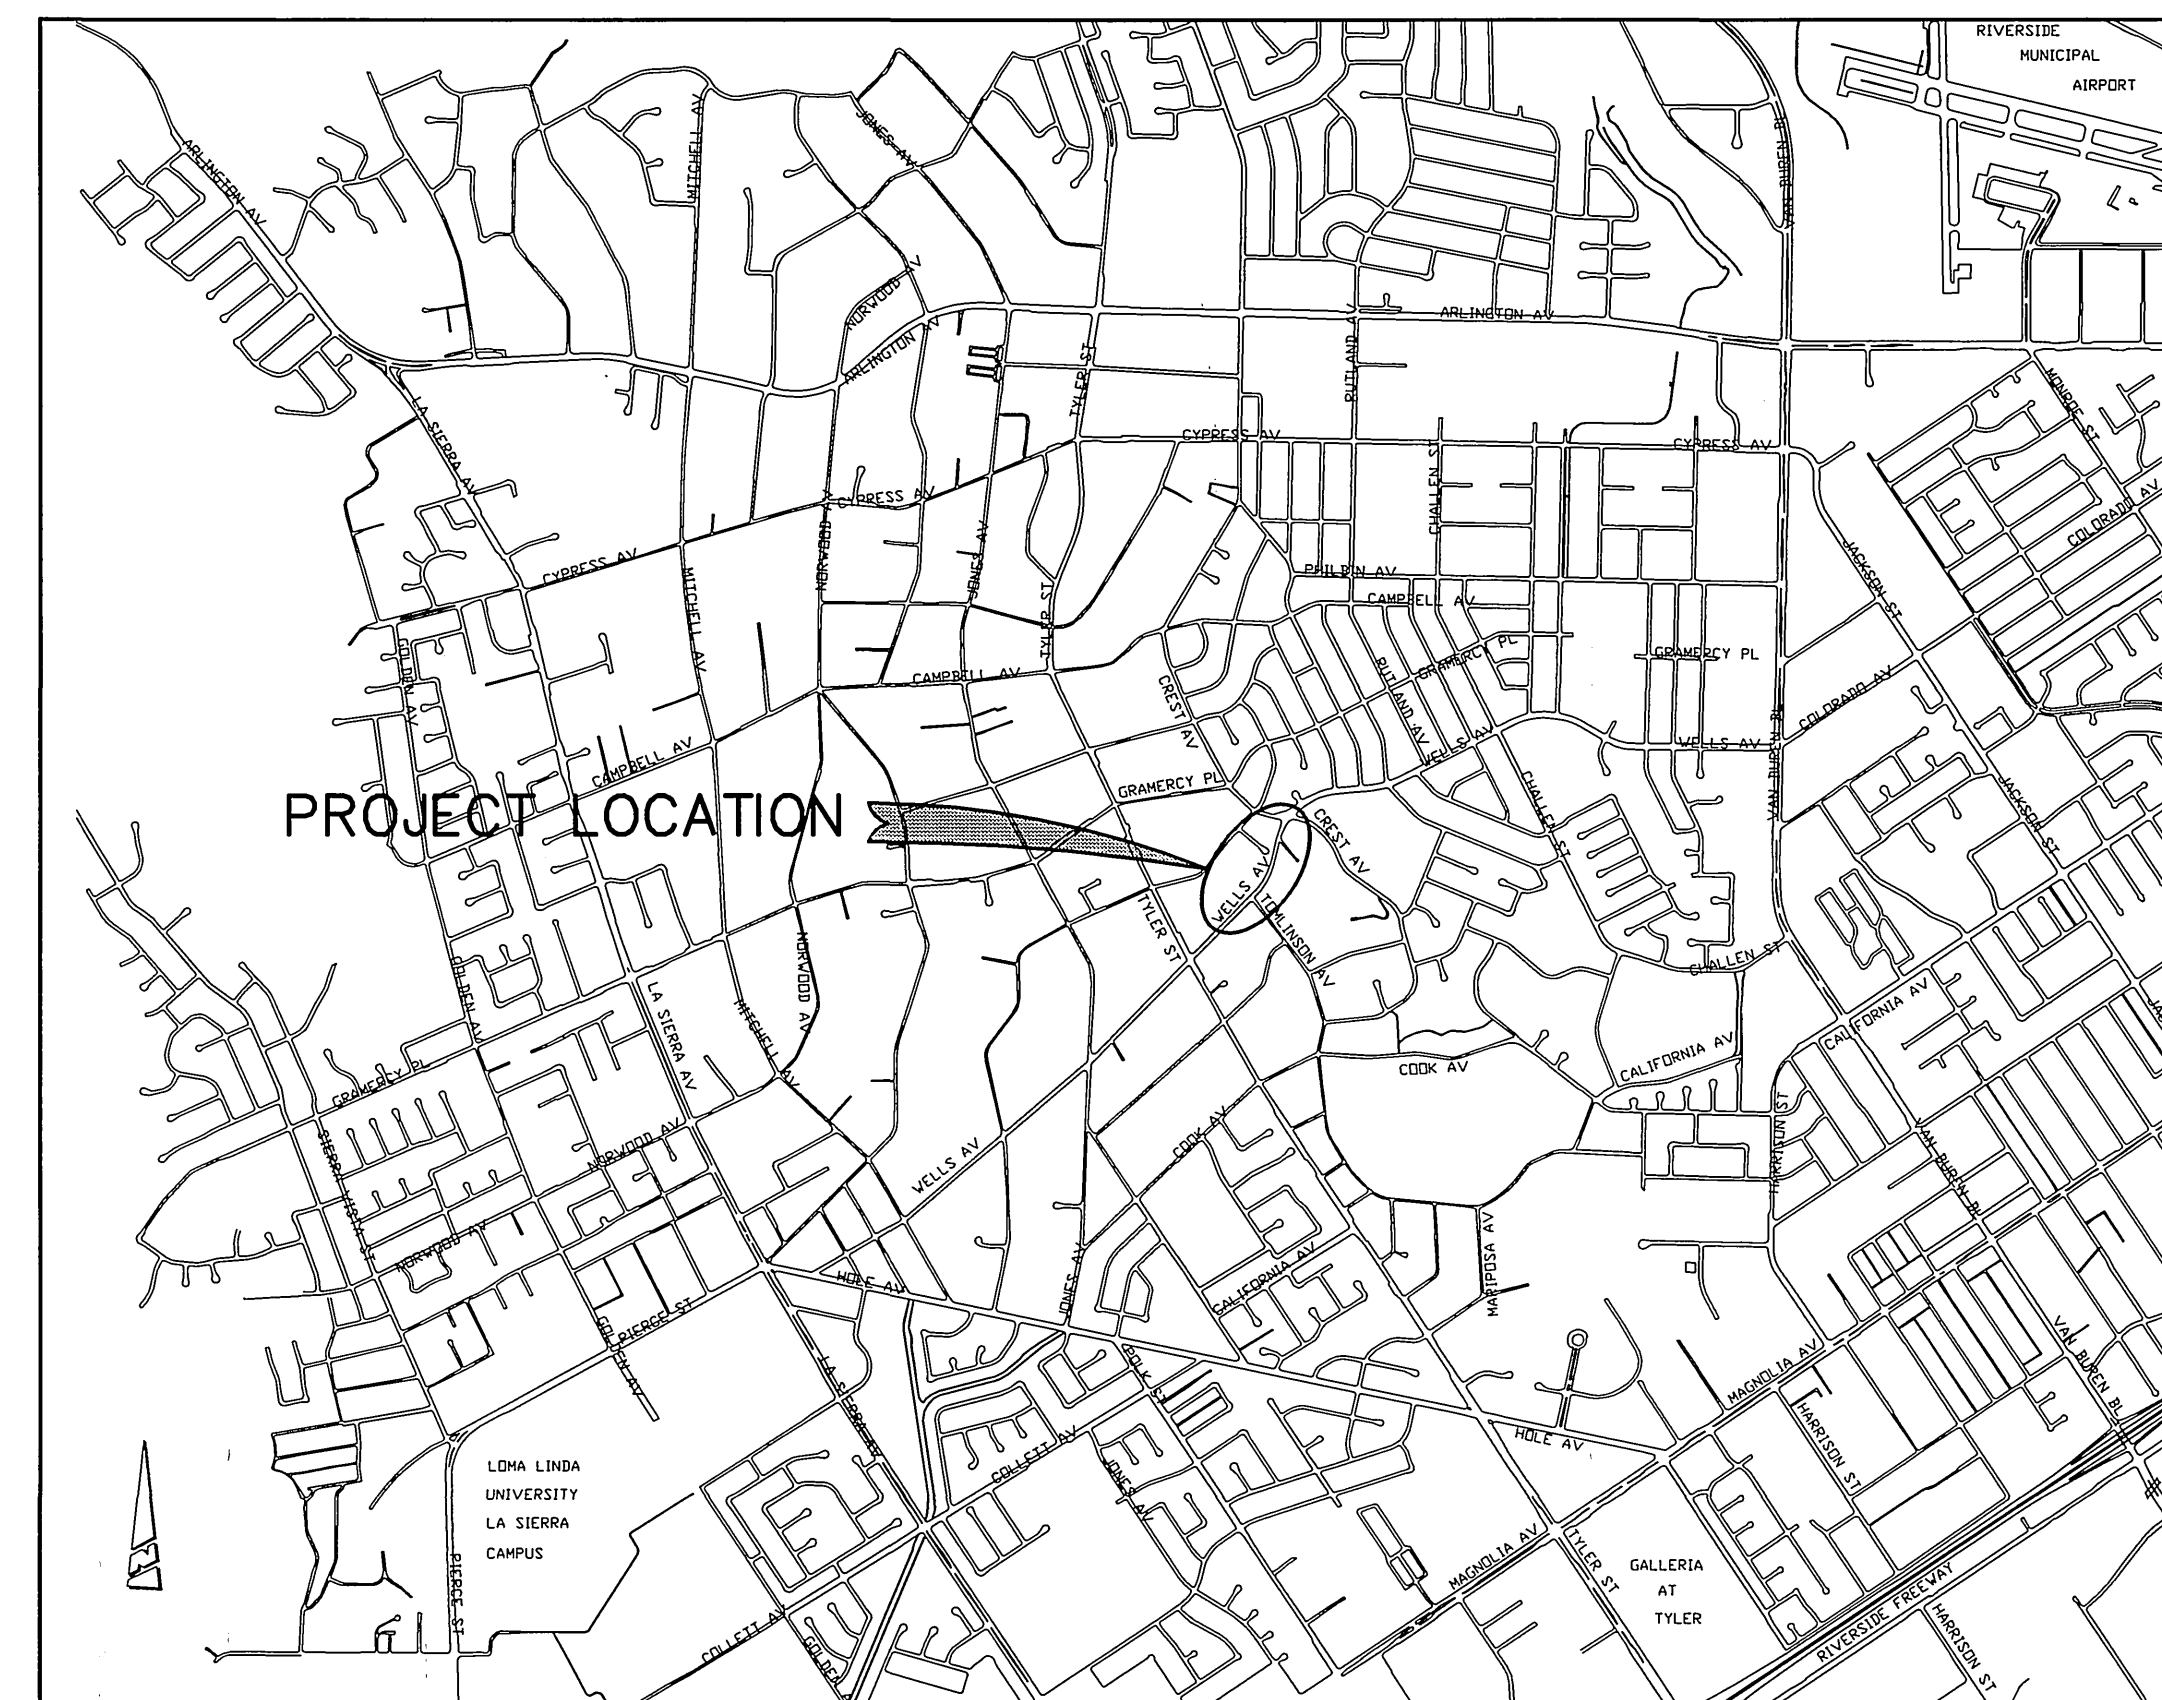 RIVERSIDE
MUNICIPAL
AIRPORT
ARLINGTON AV
MITCHELL AV
JONES AV
VAN BUREN BL
NORWOOD AV
ARLINGTON AV
ARLINGTON AV
RUTLAND AV
TYLER ST
MONROE ST
LA SIERRA AV
CYPRESS AV
CYPRESS AV
CHALLEN ST
CYPRESS AV
COLORADO AV
NORWOOD AV
JONES AV
CYPRESS AV
MITCHELL AV
TYLER ST
PHILBIN AV
CAMPBELL AV
JACKSON ST
GOLDEN AV
CAMPBELL AV
CREST AV
RUTLAND AV
GRAMERCY PL
GRAMERCY PL
COLORADO AV
CAMPBELL AV
GRAMERCY PL
WELLS AV
WELLS AV
VAN BUREN BL
PROJECT LOCATION
CREST AV
CHALLEN ST
JACKSON ST
WELLS AV
TYLER ST
TOMLINSON AV
CHALLEN ST
GOLDEN AV
LA SIERRA AV
NORWOOD AV
MITCHELL AV
CALIFORNIA AV
GRAMERCY PL
COOK AV
CALIFORNIA AV
SIERRA VISTA ST
NORWOOD AV
WELLS AV
COOK AV
HARRISON ST
VAN BUREN BL
NORWOOD AV
MARIPOSA AV
HOLE AV
JONES AV
CALIFORNIA AV
GOLDEN AV
PIERCE ST
LA SIERRA AV
POLK ST
MAGNOLIA AV
VAN BUREN BL
HARRISON ST
HOLE AV
COLLETT AV
JONES AV
LOMA LINDA
UNIVERSITY
LA SIERRA
CAMPUS
PIERCE ST
MAGNOLIA AV
TYLER ST
GALLERIA
AT
TYLER
RIVERSIDE FREEWAY
HARRISON ST
COLLETT AV
GOLDEN